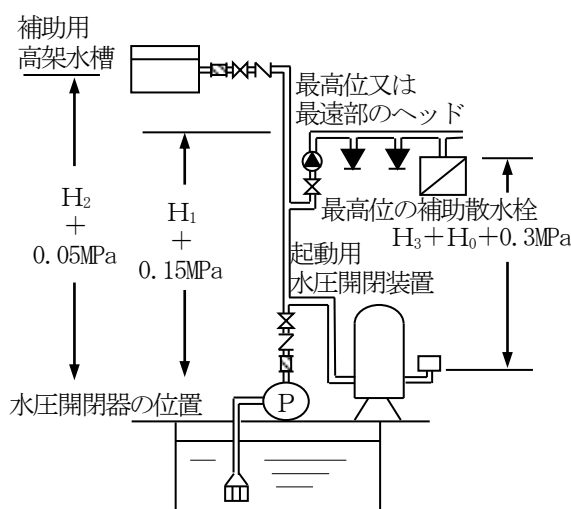 補助用
高架水槽
最高位又は
最遠部のヘッド
H₂
+
0.05MPa
H₁
+
0.15MPa
最高位の補助散水栓
H₃+H₀+0.3MPa
起動用
水圧開閉装置
水圧開閉器の位置
P